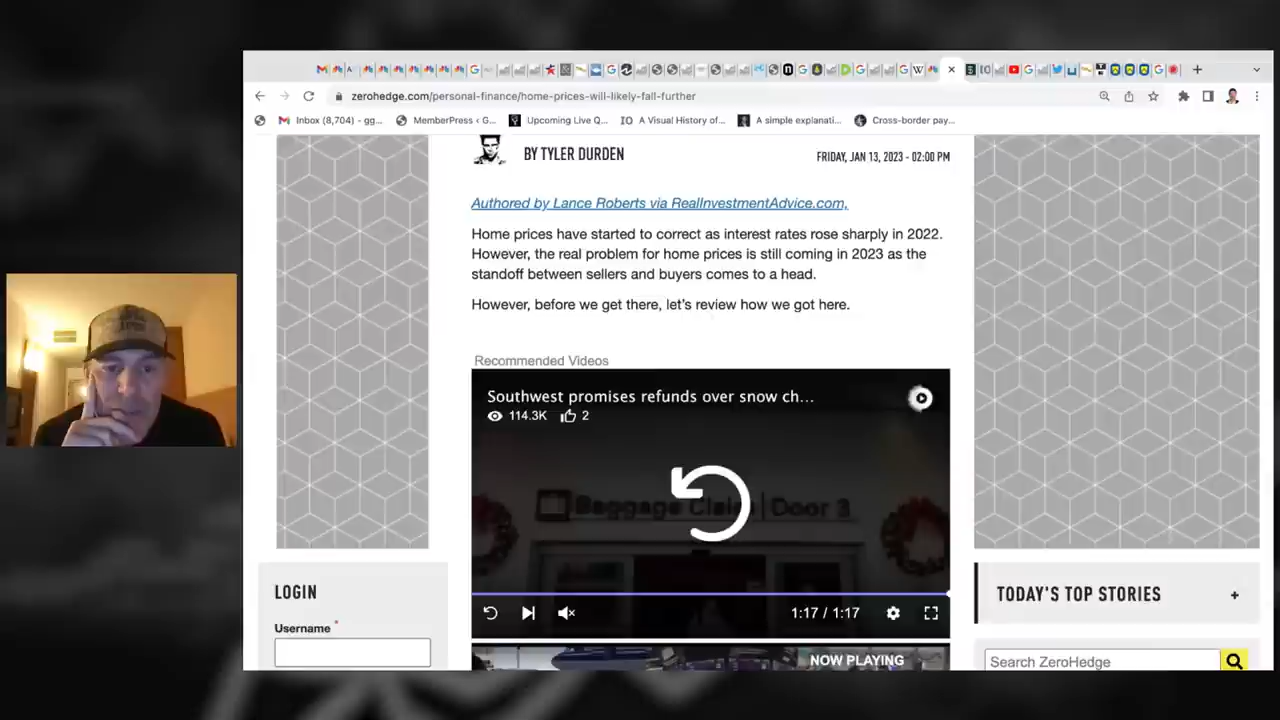 zerohedge.com/personal-finance/home-prices-will-likely-fall-further
Inbox (8,704) - gg...
MemberPress ‹ G...
Upcoming Live Q...
A Visual History of...
A simple explanati...
Cross-border pay...
BY TYLER DURDEN
FRIDAY, JAN 13, 2023 - 02:00 PM
Authored by Lance Roberts via RealInvestmentAdvice.com,
Home prices have started to correct as interest rates rose sharply in 2022.
However, the real problem for home prices is still coming in 2023 as the
standoff between sellers and buyers comes to a head.
However, before we get there, let’s review how we got here.
Recommended Videos
Southwest promises refunds over snow ch...
114.3K 2
Baggage Claim Door 3
1:17 / 1:17
NOW PLAYING
LOGIN
Username *
TODAY'S TOP STORIES +
Search ZeroHedge